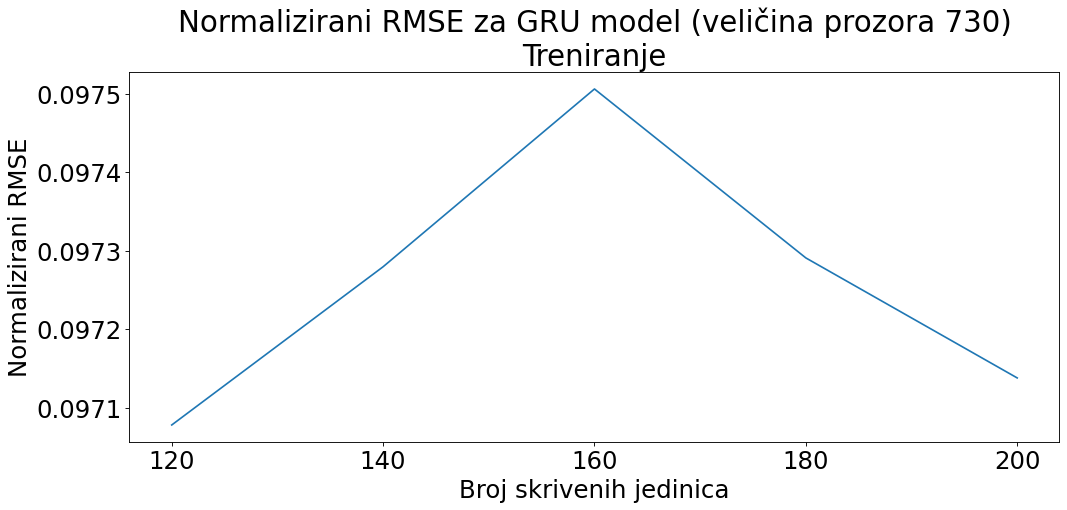 Normalizirani RMSE za GRU model (veličina prozora 730)
Treniranje
Normalizirani RMSE
0.0975
0.0974
0.0973
0.0972
0.0971
120 140 160 180 200
Broj skrivenih jedinica